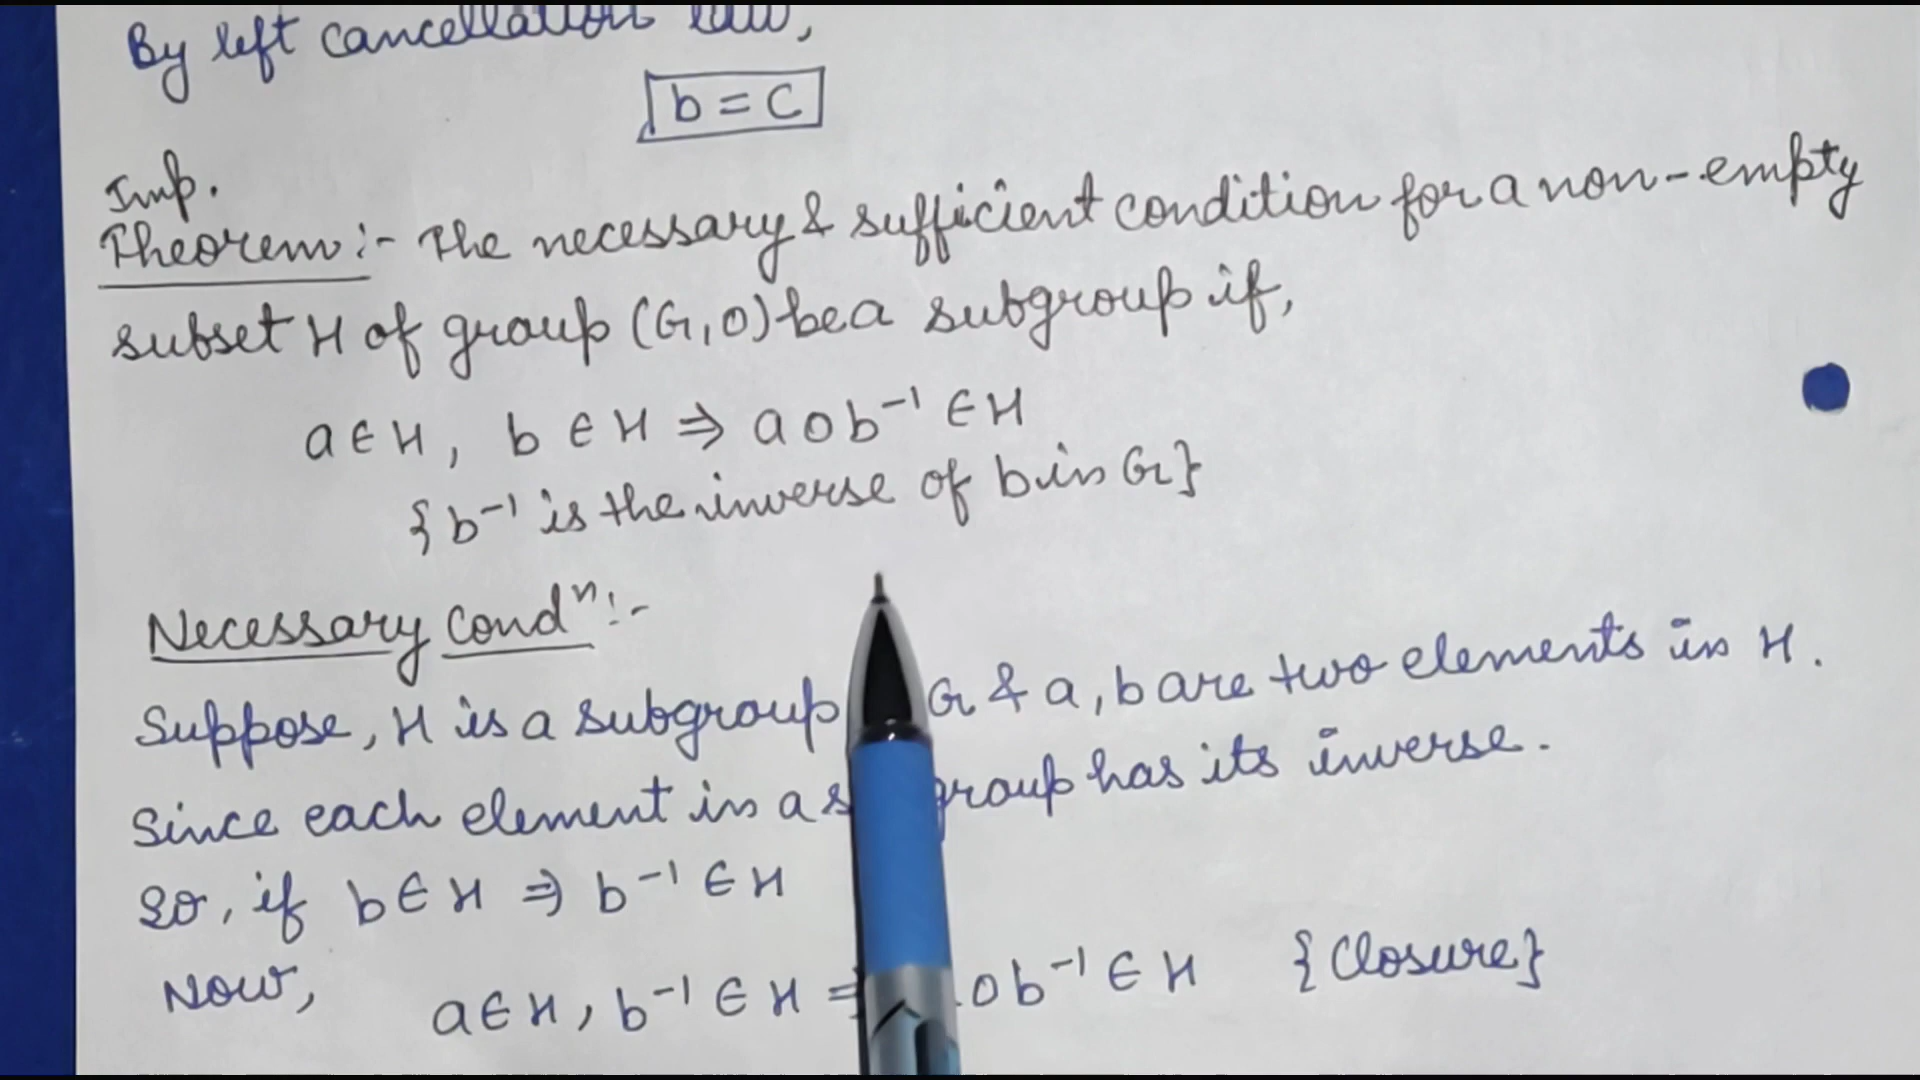 By left cancellation law,
b = c
Imp.
Theorem:- The necessary & sufficient condition for a non-empty
subset H of group (G, o) be a subgroup if,
a ∈ H, b ∈ H ⇒ a o b⁻¹ ∈ H
{b⁻¹ is the inverse of b in G}
Necessary Condⁿ:-
Suppose, H is a subgroup G & a, b are two elements in H.
Since each element in a s group has its inverse.
So, if b ∈ H ⇒ b⁻¹ ∈ H
Now,
a ∈ H, b⁻¹ ∈ H ⇒ o b⁻¹ ∈ H {Closure}